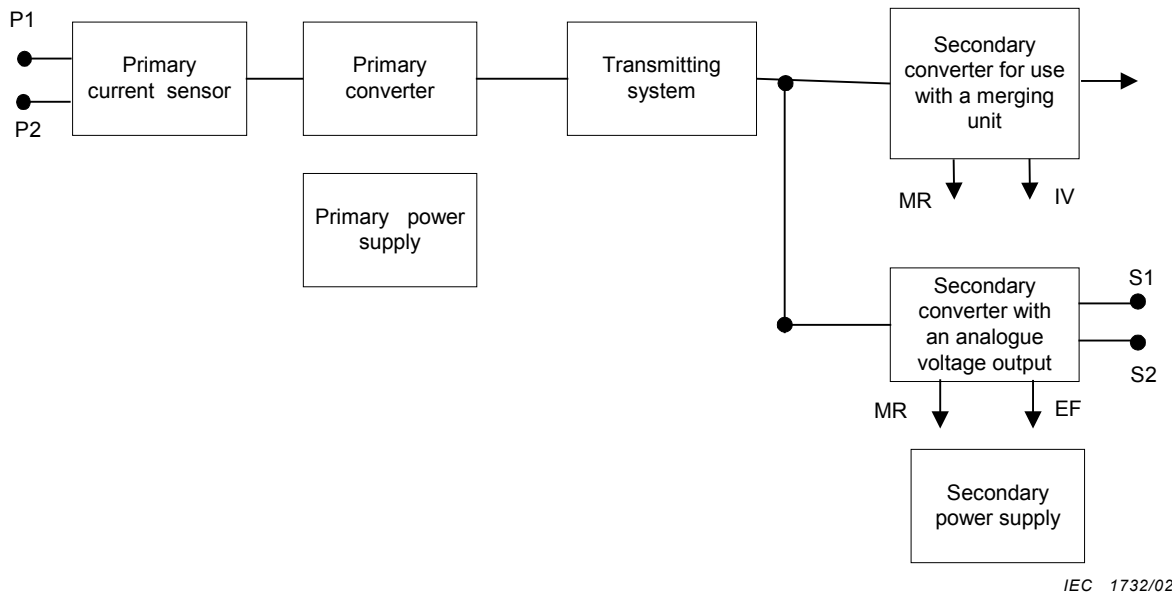 P1
P2
Primary
current sensor
Primary
converter
Transmitting
system
Secondary
converter for use
with a merging
unit
MR
IV
Primary power
supply
Secondary
converter with
an analogue
voltage output
S1
S2
MR
EF
Secondary
power supply
IEC 1732/02